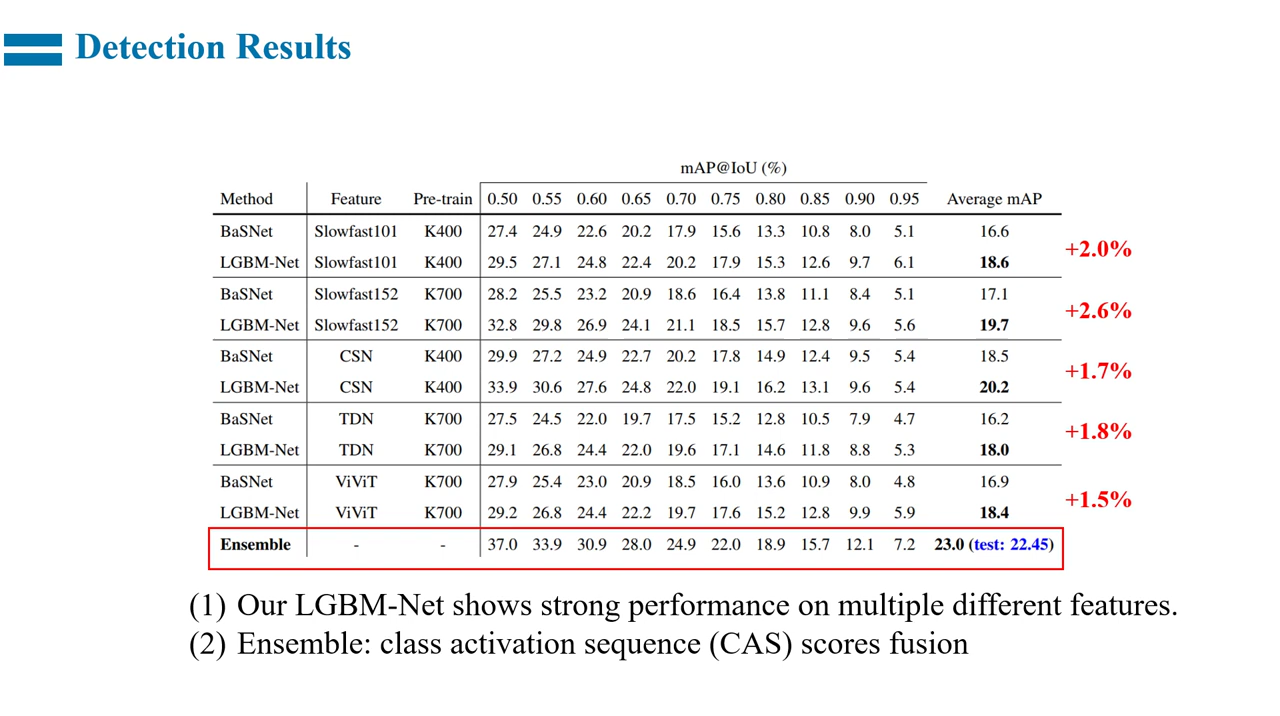 Detection Results
mAP@IoU (%)
Method Feature Pre-train 0.50 0.55 0.60 0.65 0.70 0.75 0.80 0.85 0.90 0.95 Average mAP
BaSNet Slowfast101 K400 27.4 24.9 22.6 20.2 17.9 15.6 13.3 10.8 8.0 5.1 16.6
+2.0%
LGBM-Net Slowfast101 K400 29.5 27.1 24.8 22.4 20.2 17.9 15.3 12.6 9.7 6.1 18.6
BaSNet Slowfast152 K700 28.2 25.5 23.2 20.9 18.6 16.4 13.8 11.1 8.4 5.1 17.1
+2.6%
LGBM-Net Slowfast152 K700 32.8 29.8 26.9 24.1 21.1 18.5 15.7 12.8 9.6 5.6 19.7
BaSNet CSN K400 29.9 27.2 24.9 22.7 20.2 17.8 14.9 12.4 9.5 5.4 18.5
+1.7%
LGBM-Net CSN K400 33.9 30.6 27.6 24.8 22.0 19.1 16.2 13.1 9.6 5.4 20.2
BaSNet TDN K700 27.5 24.5 22.0 19.7 17.5 15.2 12.8 10.5 7.9 4.7 16.2
+1.8%
LGBM-Net TDN K700 29.1 26.8 24.4 22.0 19.6 17.1 14.6 11.8 8.8 5.3 18.0
BaSNet ViViT K700 27.9 25.4 23.0 20.9 18.5 16.0 13.6 10.9 8.0 4.8 16.9
+1.5%
LGBM-Net ViViT K700 29.2 26.8 24.4 22.2 19.7 17.6 15.2 12.8 9.9 5.9 18.4
Ensemble - - 37.0 33.9 30.9 28.0 24.9 22.0 18.9 15.7 12.1 7.2 23.0 (test: 22.45)
(1) Our LGBM-Net shows strong performance on multiple different features.
(2) Ensemble: class activation sequence (CAS) scores fusion